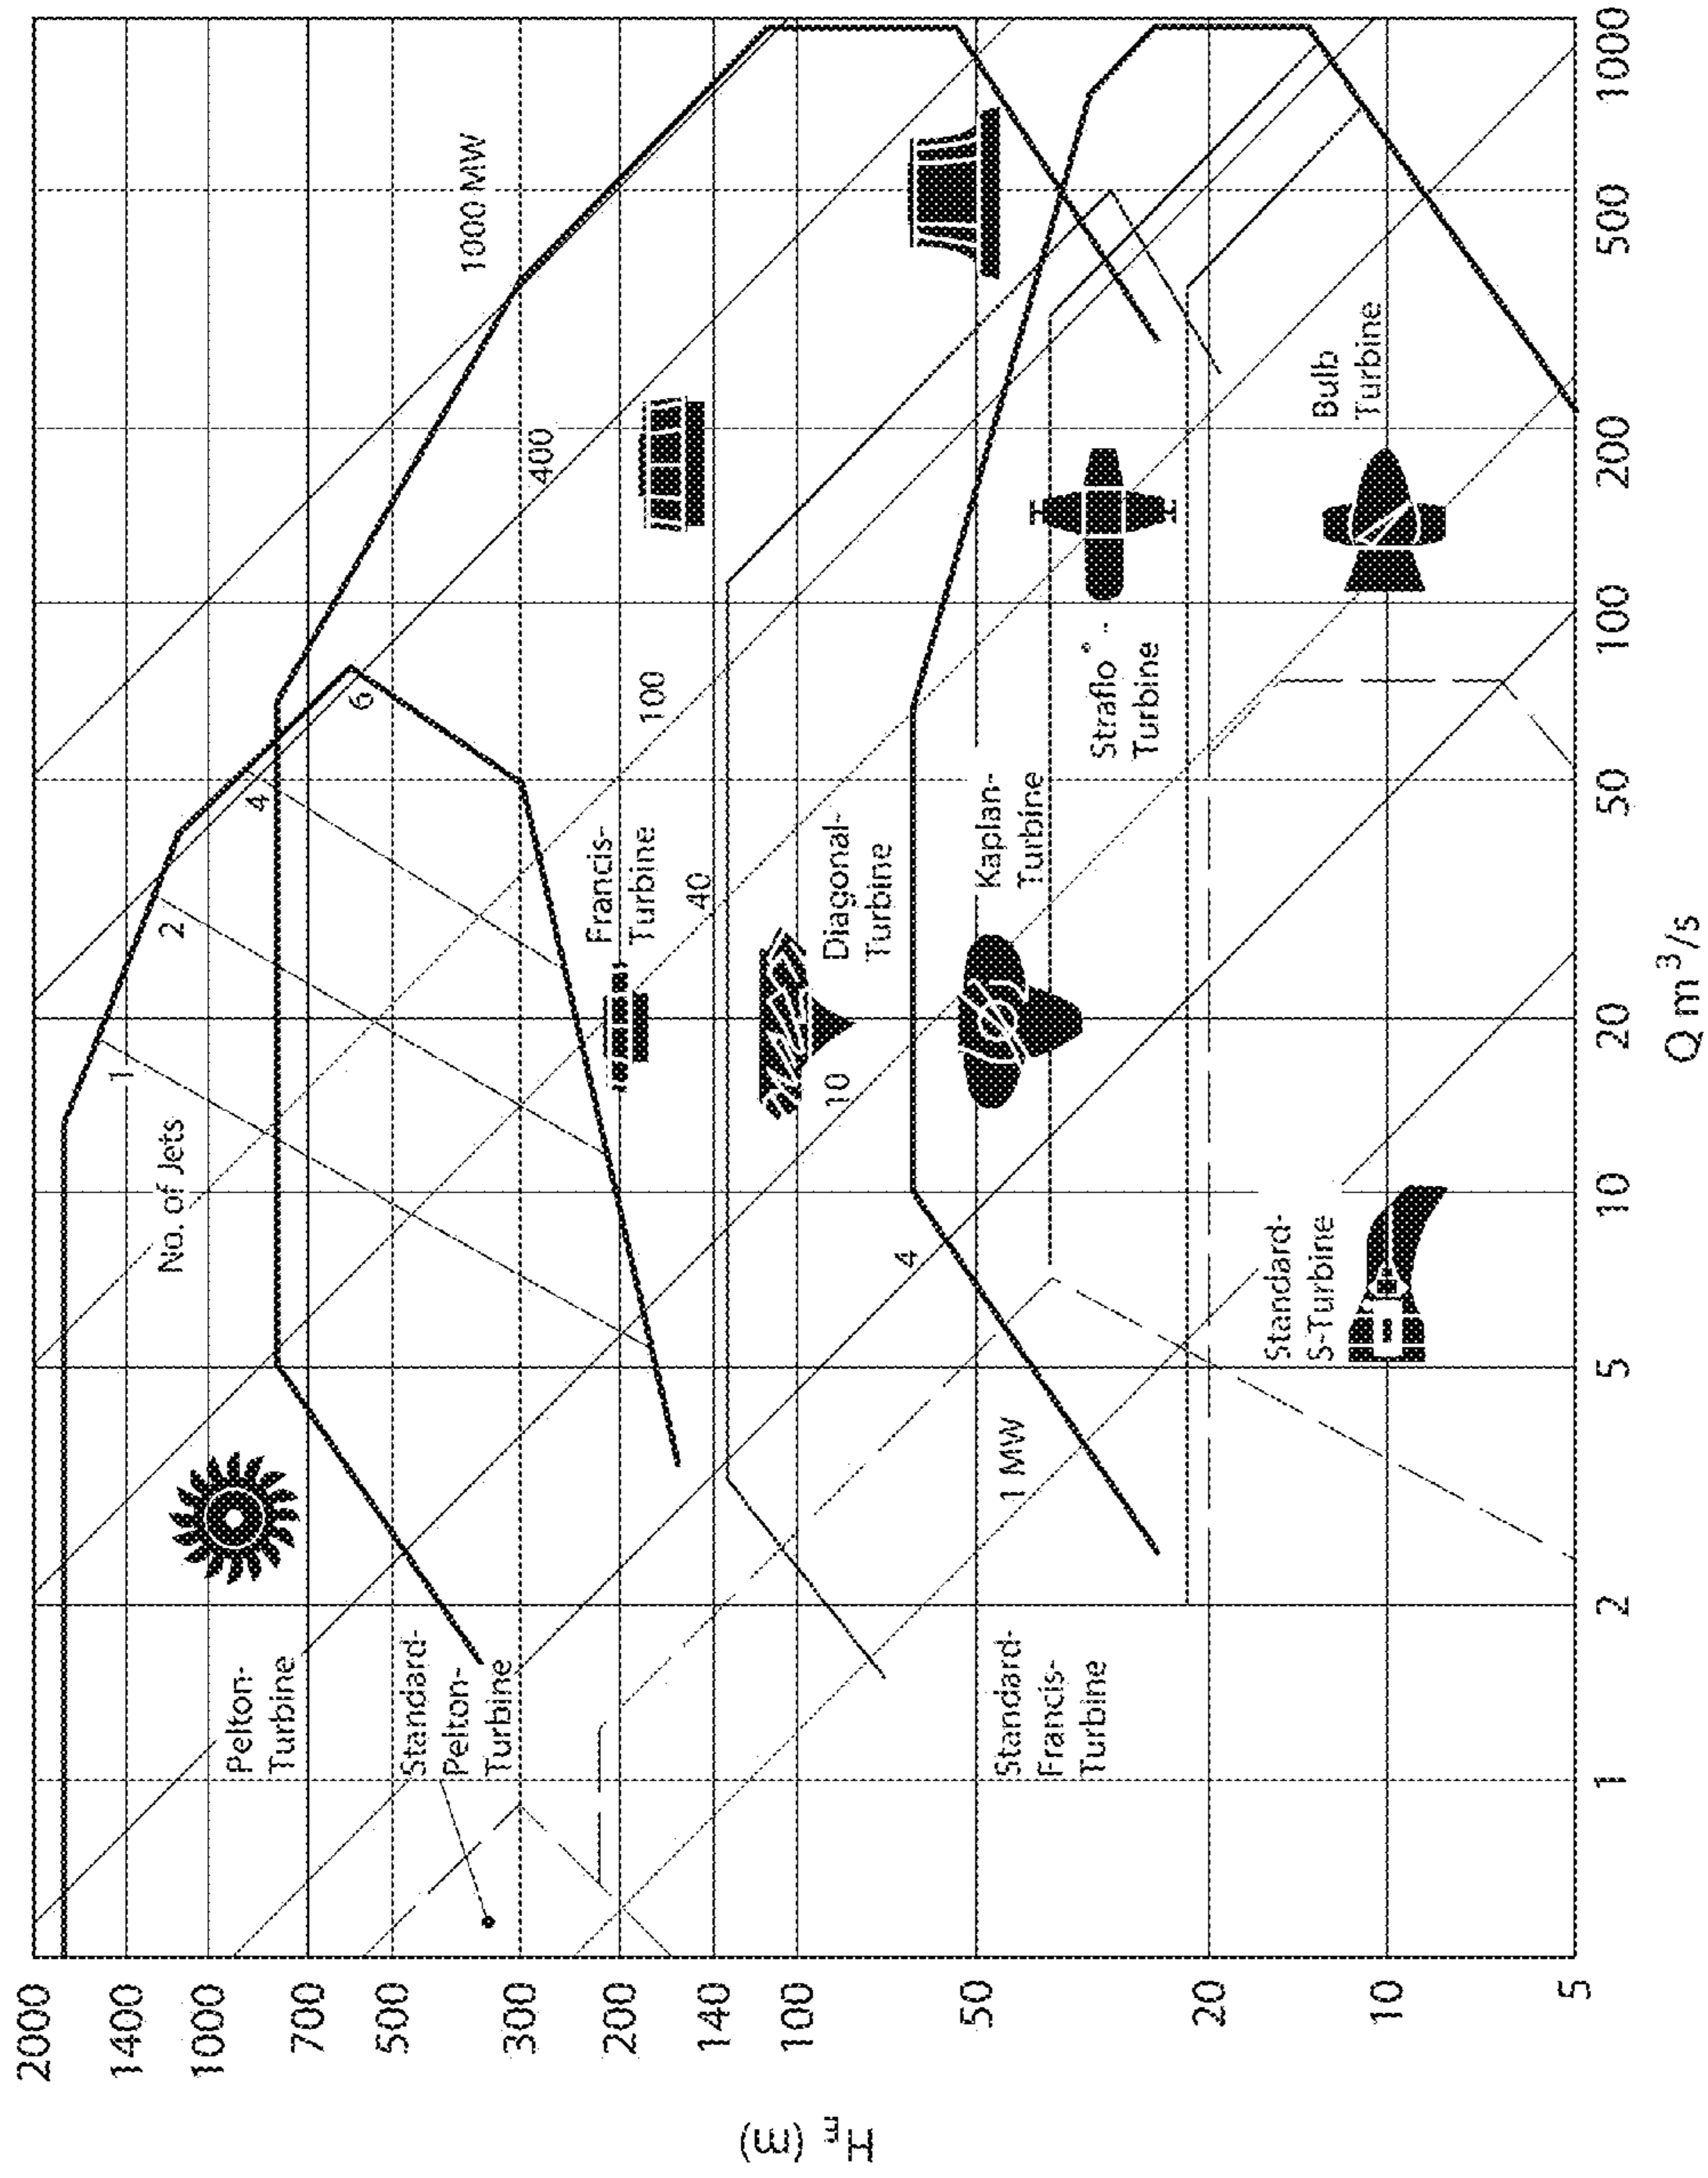 2000
1400
1000
700
500
300
200
140
100
50
20
10
5
H
m
(m)
1
2
5
10
20
50
100
200
500
1000
Q m³/s
No. of Jets
1
2
4
6
1000 MW
400
100
40
10
4
1 MW
Pelton-
Turbine
Standard-
Pelton-
Turbine
Francis-
Turbine
Diagonal-
Turbine
Kaplan-
Turbine
Straflo° -
Turbine
Bulb
Turbine
Standard-
S-Turbine
Standard-
Francis-
Turbine